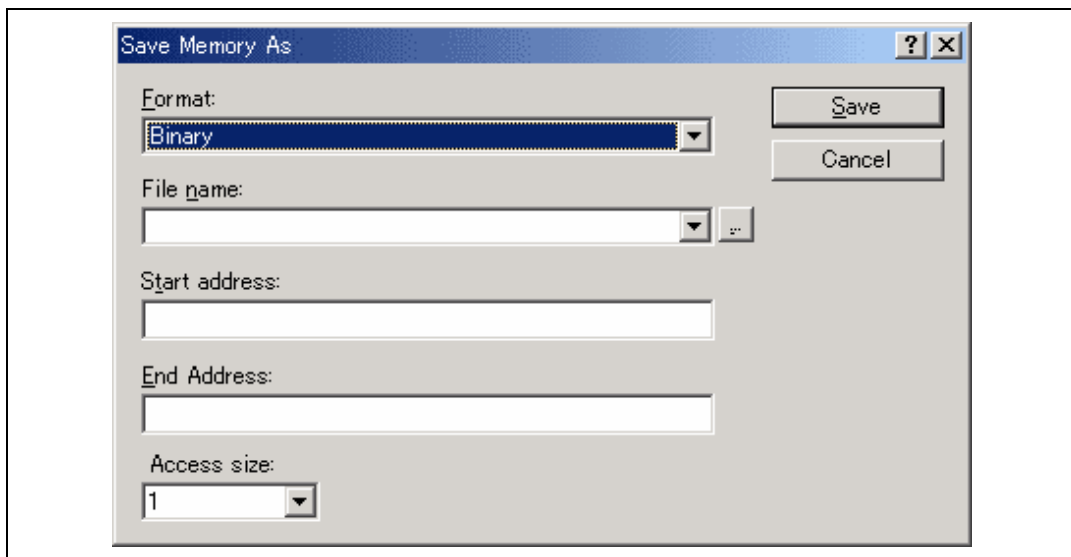 Save Memory As
Format:
Binary
Save
Cancel
File name:
..
Start address:
End Address:
Access size:
1